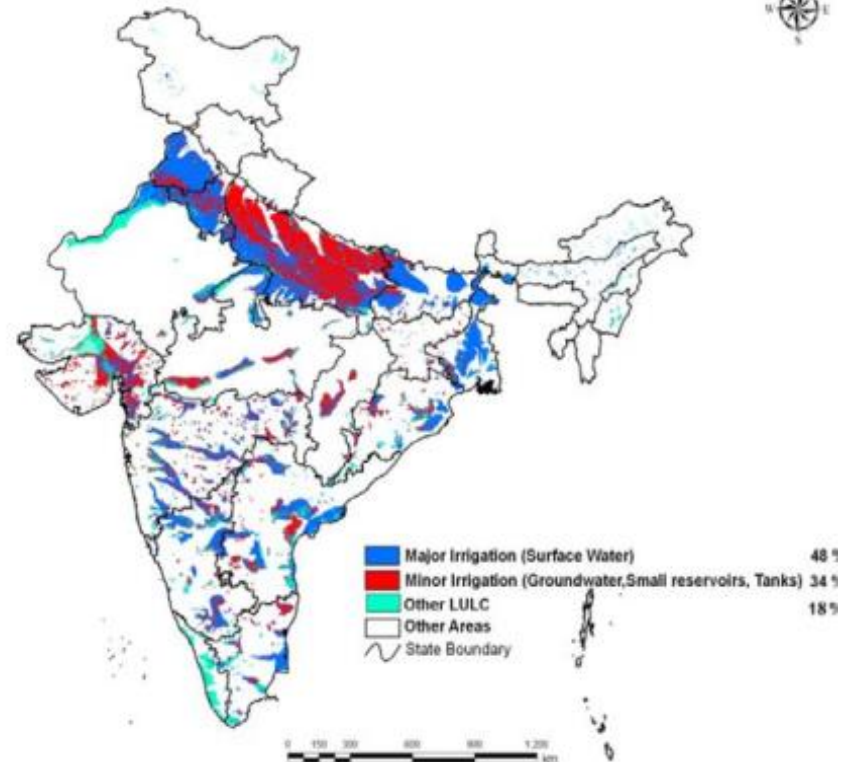 W E
S
Major Irrigation (Surface Water) 48 %
Minor Irrigation (Groundwater,Small reservoirs, Tanks) 34 %
Other LULC
18 %
Other Areas
State Boundary
0 150 300 600 900 1,200
km